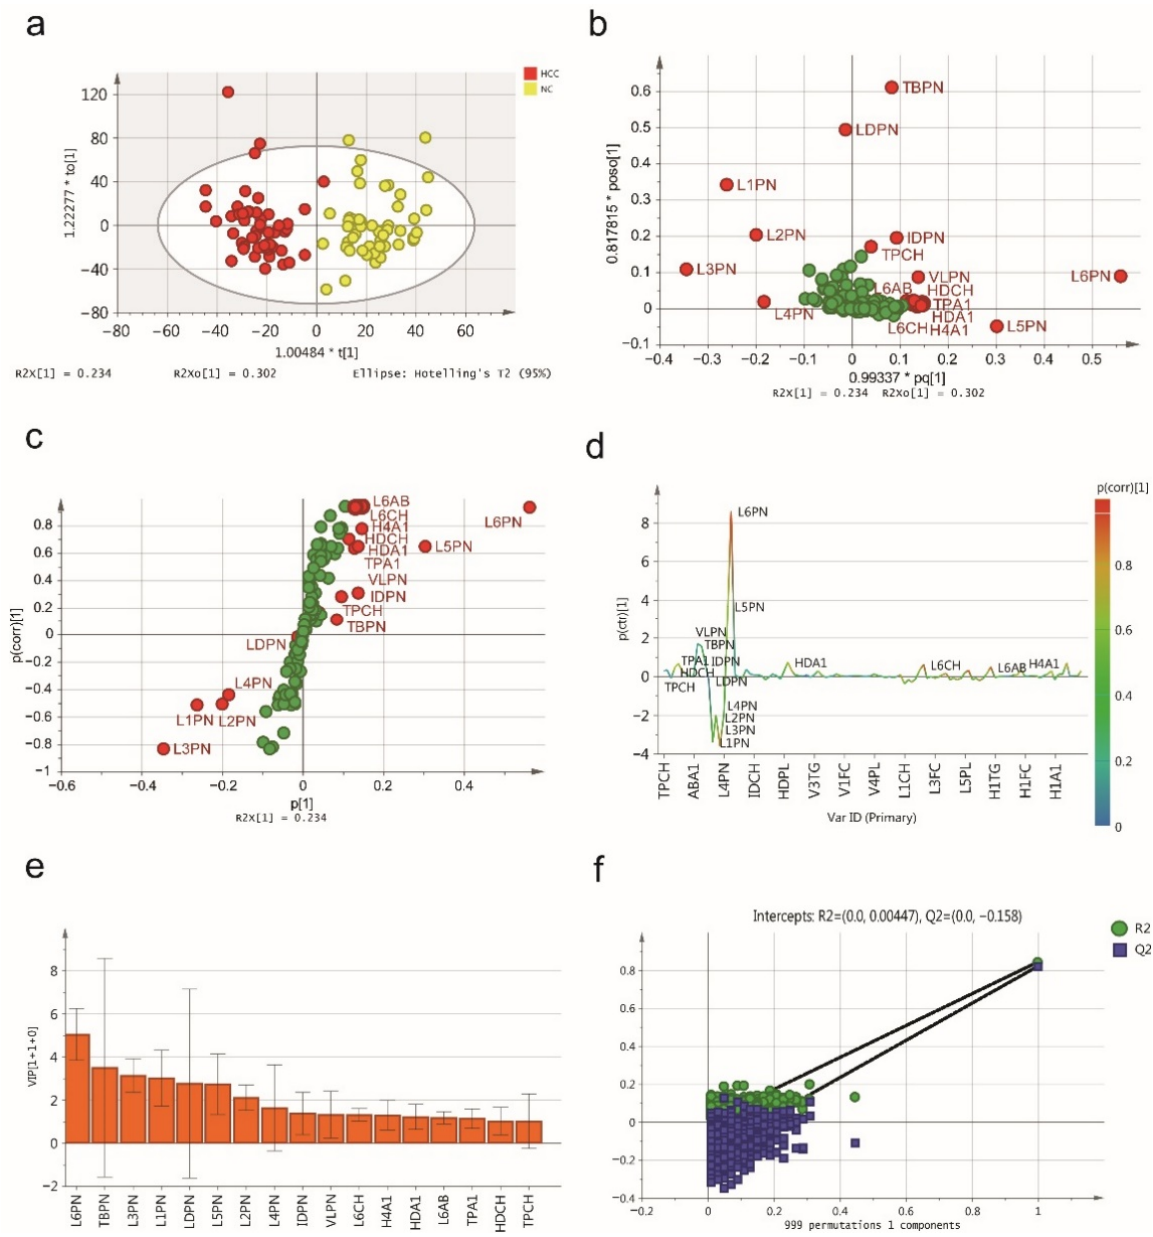 a
HCC
NC
120
80
40
0
−40
−80
1.22277 * to[1]
−80 −60 −40 −20 0 20 40 60 80
1.00484 * t[1]
R2X[1] = 0.234 R2Xo[1] = 0.302 Ellipse: Hotelling's T2 (95%)
b
0.6
0.5
0.4
0.3
0.2
0.1
0
−0.1
0.817815 * poso[1]
TBPN
LDPN
L1PN
L2PN
IDPN
TPCH
L3PN
VLPN
L6PN
L6AB
HDCH
L4PN
TPA1
HDA1
L5PN
L6CH
H4A1
−0.4 −0.3 −0.2 −0.1 0 0.1 0.2 0.3 0.4 0.5
0.99337 * pq[1]
R2X[1] = 0.234 R2Xo[1] = 0.302
c
0.8
0.6
0.4
0.2
0
−0.2
−0.4
−0.6
−0.8
−1
p(corr)[1]
L6AB
L6CH
L6PN
H4A1
HDCH
L5PN
HDA1
TPA1
VLPN
IDPN
TPCH
TBPN
LDPN
L4PN
L1PN
L2PN
L3PN
−0.6 −0.4 −0.2 0 0.2 0.4 0.6
p[1]
R2X[1] = 0.234
d
p(corr)[1]
8
6
4
2
0
−2
−4
p(ctr)[1]
L6PN
L5PN
VLPN
TBPN
TPA1
IDPN
HDCH
TPCH
LDPN
HDA1
L6CH
L6AB
H4A1
L4PN
L2PN
L3PN
L1PN
0.8
0.6
0.4
0.2
0
TPCH
ABA1
L4PN
IDCH
HDPL
V3TG
V1FC
V4PL
L1CH
L3FC
L5PL
H1TG
H1FC
H1A1
Var ID (Primary)
e
8
6
4
2
0
−2
VIP[1+1+0]
L6PN
TBPN
L3PN
L1PN
LDPN
L5PN
L2PN
L4PN
IDPN
VLPN
L6CH
H4A1
HDA1
L6AB
TPA1
HDCH
TPCH
f
Intercepts: R2=(0.0, 0.00447), Q2=(0.0, −0.158)
R2
Q2
0.8
0.6
0.4
0.2
0
−0.2
−0.4
−0.2 0 0.2 0.4 0.6 0.8 1
999 permutations 1 components